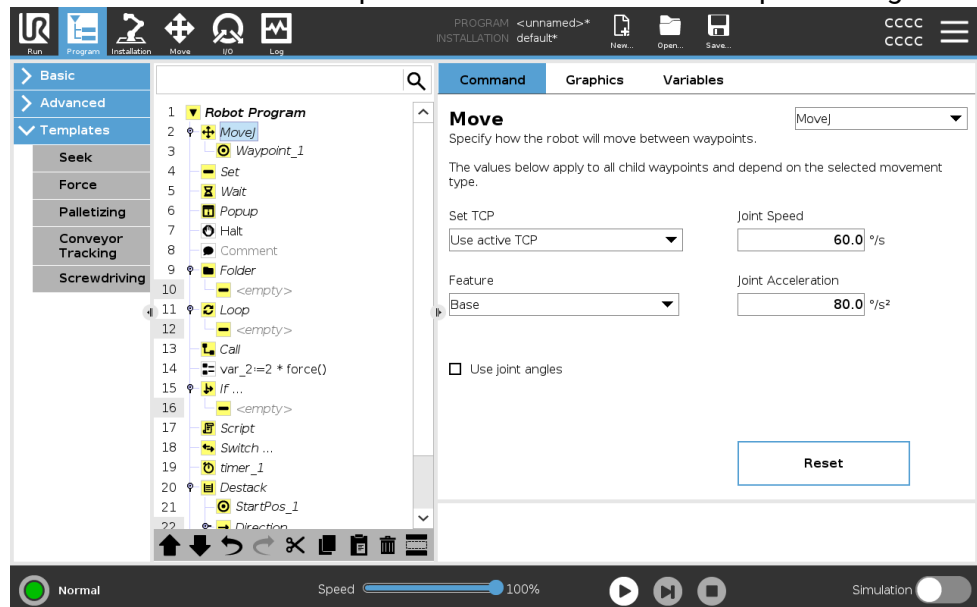 PROGRAM <unnamed>*
INSTALLATION default*
Run
Program
Installation
Move
I/O
Log
New...
Open...
Save...
CCCC
CCCC
Basic
Advanced
Templates
Seek
Force
Palletizing
Conveyor
Tracking
Screwdriving
1 Robot Program
2 MoveJ
3 Waypoint_1
4 Set
5 Wait
6 Popup
7 Halt
8 Comment
9 Folder
10 <empty>
11 Loop
12 <empty>
13 Call
14 var_2:=2 * force()
15 If ...
16 <empty>
17 Script
18 Switch ...
19 timer_1
20 Destack
21 StartPos_1
22 Direction
Command Graphics Variables
Move
MoveJ
Specify how the robot will move between waypoints.
The values below apply to all child waypoints and depend on the selected movement
type.
Set TCP
Joint Speed
Use active TCP
60.0 °/s
Feature
Joint Acceleration
Base
80.0 °/s²
Use joint angles
Reset
Normal
Speed
100%
Simulation